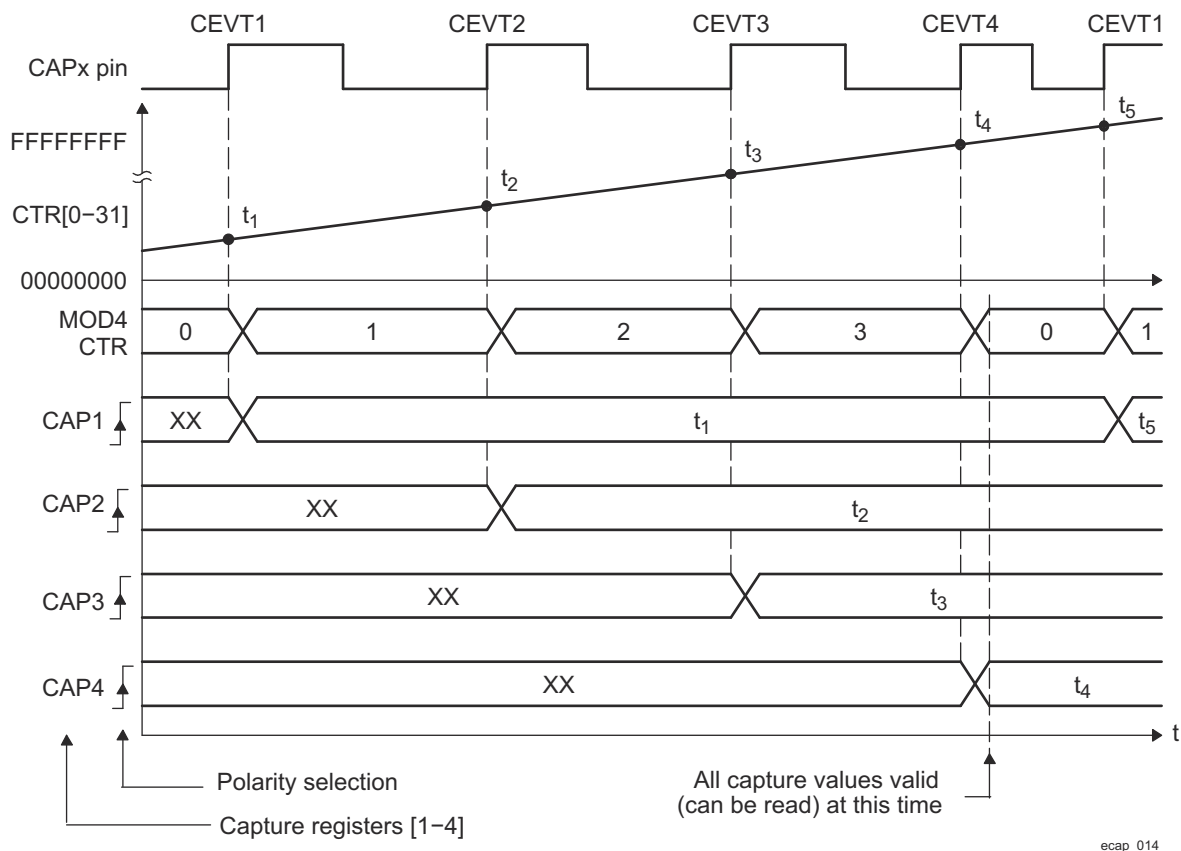 CEVT1 CEVT2 CEVT3 CEVT4 CEVT1
CAPx pin
FFFFFFFF
t1 t2 t3 t4 t5
CTR[0−31]
00000000
MOD4
CTR
0 1 2 3 0 1
CAP1 XX t1 t5
CAP2 XX t2
CAP3 XX t3
CAP4 XX t4
t
Polarity selection
Capture registers [1−4]
All capture values valid
(can be read) at this time
ecap_014